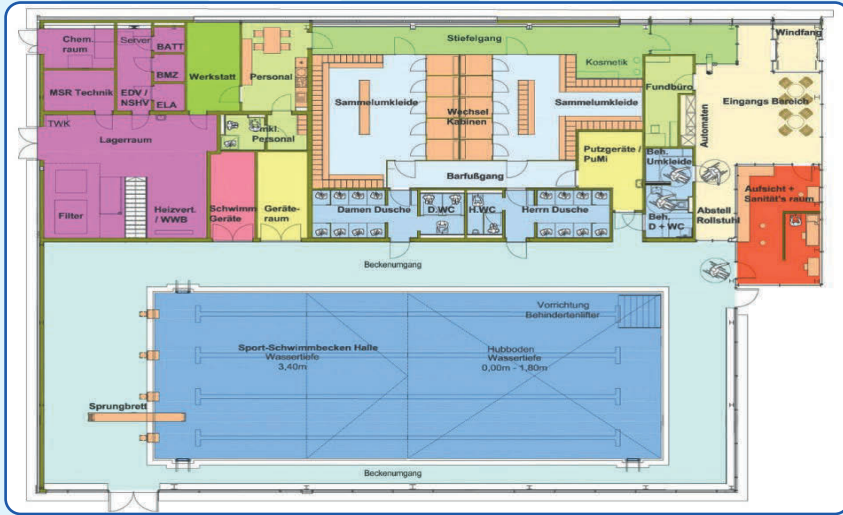 Chem.
raum
Server
BATT
BMZ
EDV /
NSHV
ELA
MSR Technik
Werkstatt
Personal
Stiefelgang
Windfang
Kosmetik
Fundbüro
Sammelumkleide
Wechsel
Kabinen
Sammelumkleide
Automaten
Eingangs Bereich
TWK
Lagerraum
Personal
Putzgeräte /
PuMi
Beh.
Umkleide
Barfußgang
Aufsicht +
Sanität's raum
Filter
Heizvert.
/ WWB
Schwimm
Geräte
Geräte-
raum
Damen Dusche
D.WC
H.WC
Herrn Dusche
Beh.
D + WC
Abstell
Rollstuhl
Beckenumgang
Vorrichtung
Behindertenlifter
Sport-Schwimmbecken Halle
Wassertiefe
3,40m
Hubboden
Wassertiefe
0,00m - 1,80m
Sprungbrett
Beckenumgang